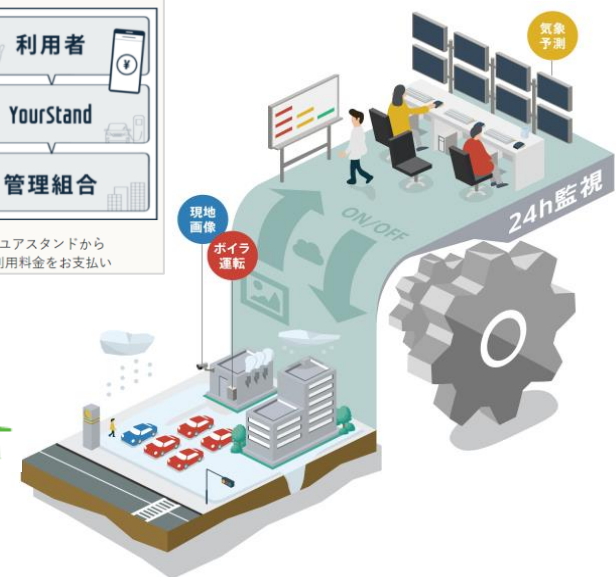 利用者
¥
YourStand
管理組合
ユアスタンドから
利用料金をお支払い
気象
予測
24h監視
ON/OFF
現地
画像
ボイラ
運転